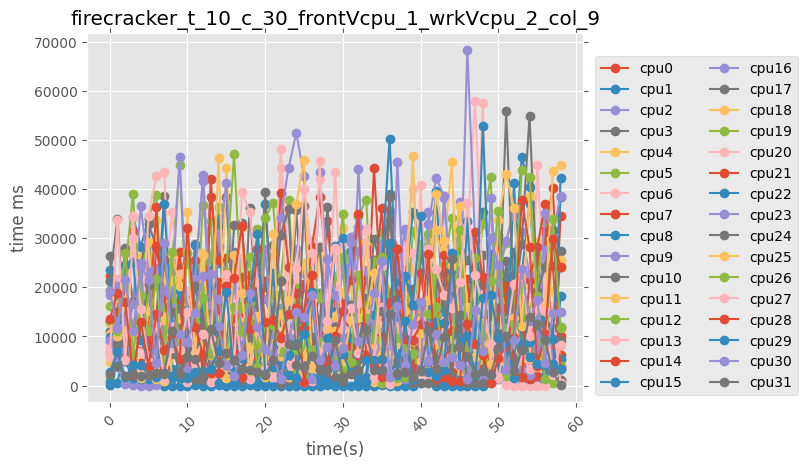 firecracker_t_10_c_30_frontVcpu_1_wrkVcpu_2_col_9
70000
60000
50000
40000
30000
20000
10000
0
time ms
0 10 20 30 40 50 60
time(s)
cpu0
cpu1
cpu2
cpu3
cpu4
cpu5
cpu6
cpu7
cpu8
cpu9
cpu10
cpu11
cpu12
cpu13
cpu14
cpu15
cpu16
cpu17
cpu18
cpu19
cpu20
cpu21
cpu22
cpu23
cpu24
cpu25
cpu26
cpu27
cpu28
cpu29
cpu30
cpu31